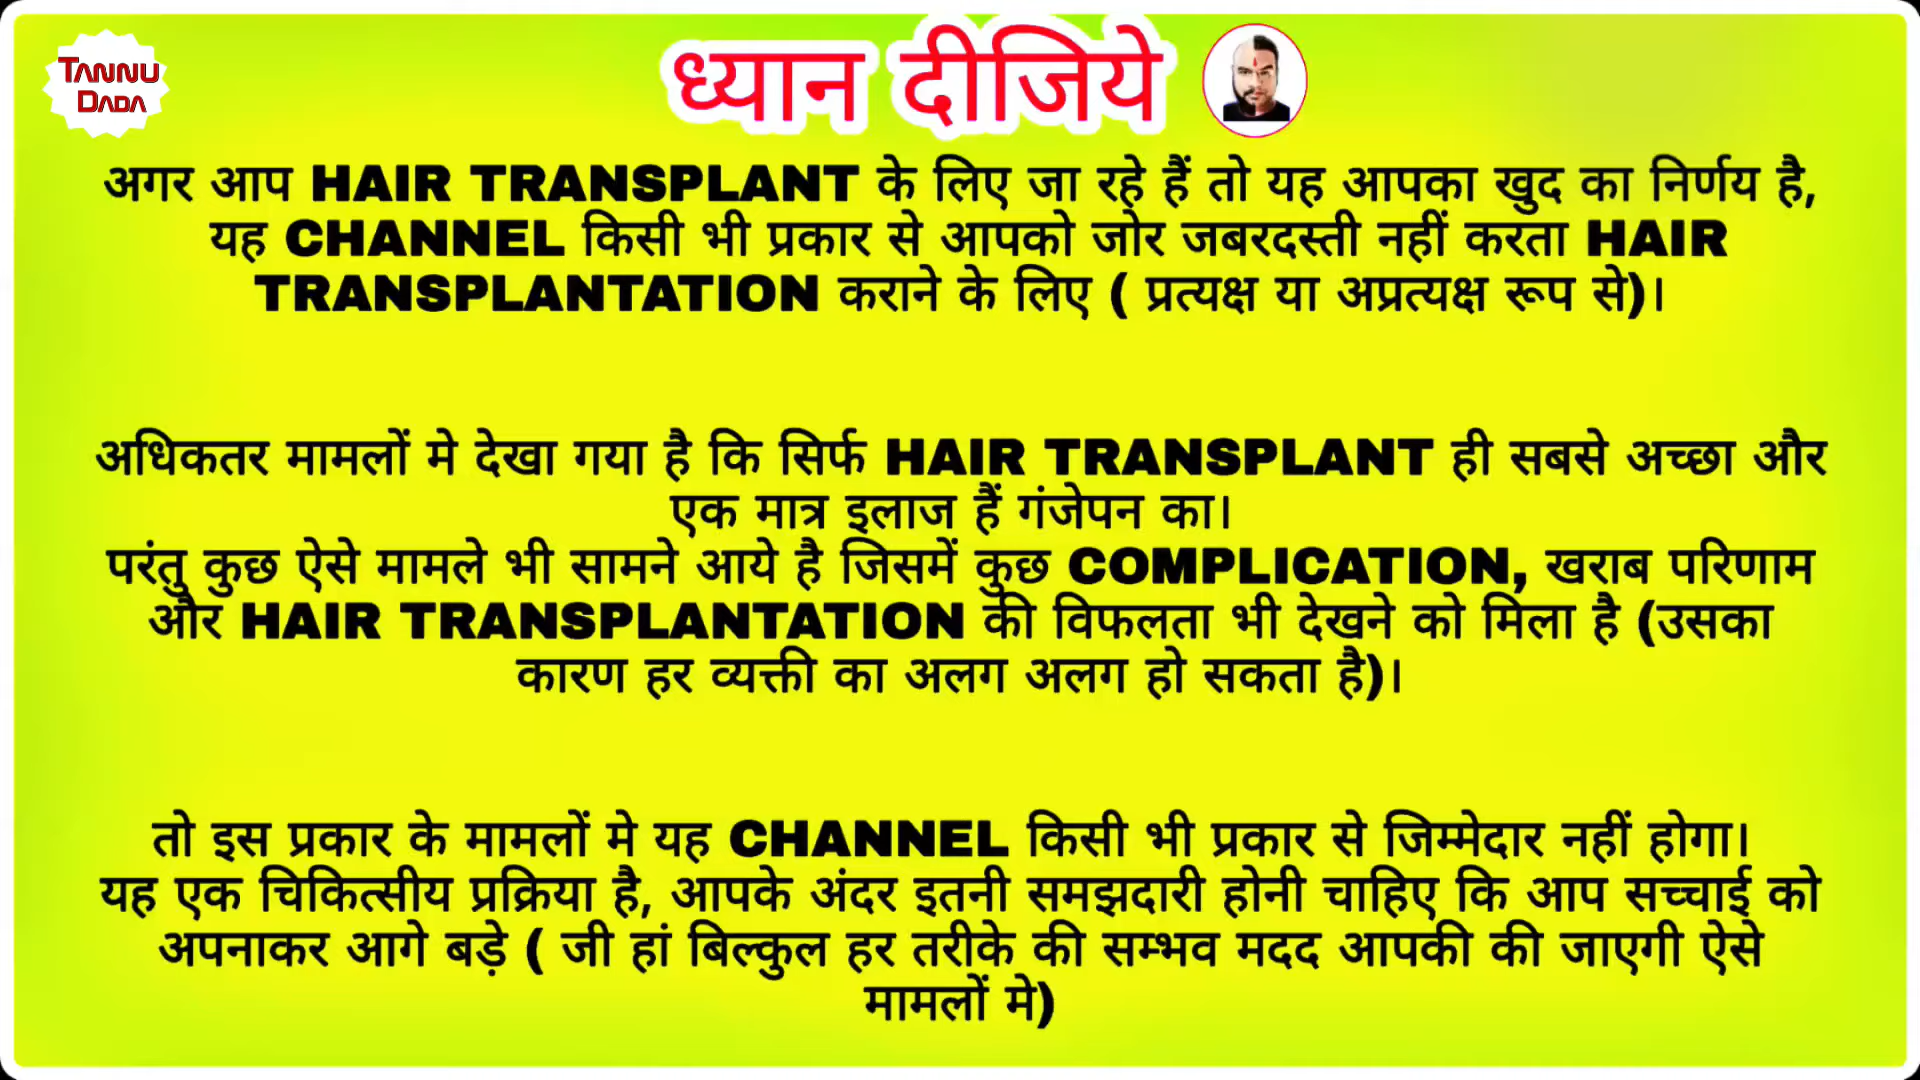 TANNU
DADA
ध्यान दीजिये
अगर आप HAIR TRANSPLANT के लिए जा रहे हैं तो यह आपका खुद का निर्णय है,
यह CHANNEL किसी भी प्रकार से आपको जोर जबरदस्ती नहीं करता HAIR
TRANSPLANTATION कराने के लिए ( प्रत्यक्ष या अप्रत्यक्ष रूप से)।
अधिकतर मामलों मे देखा गया है कि सिर्फ HAIR TRANSPLANT ही सबसे अच्छा और
एक मात्र इलाज हैं गंजेपन का।
परंतु कुछ ऐसे मामले भी सामने आये है जिसमें कुछ COMPLICATION, खराब परिणाम
और HAIR TRANSPLANTATION की विफलता भी देखने को मिला है (उसका
कारण हर व्यक्ती का अलग अलग हो सकता है)।
तो इस प्रकार के मामलों मे यह CHANNEL किसी भी प्रकार से जिम्मेदार नहीं होगा।
यह एक चिकित्सीय प्रक्रिया है, आपके अंदर इतनी समझदारी होनी चाहिए कि आप सच्चाई को
अपनाकर आगे बड़े ( जी हां बिल्कुल हर तरीके की सम्भव मदद आपकी की जाएगी ऐसे
मामलों मे)